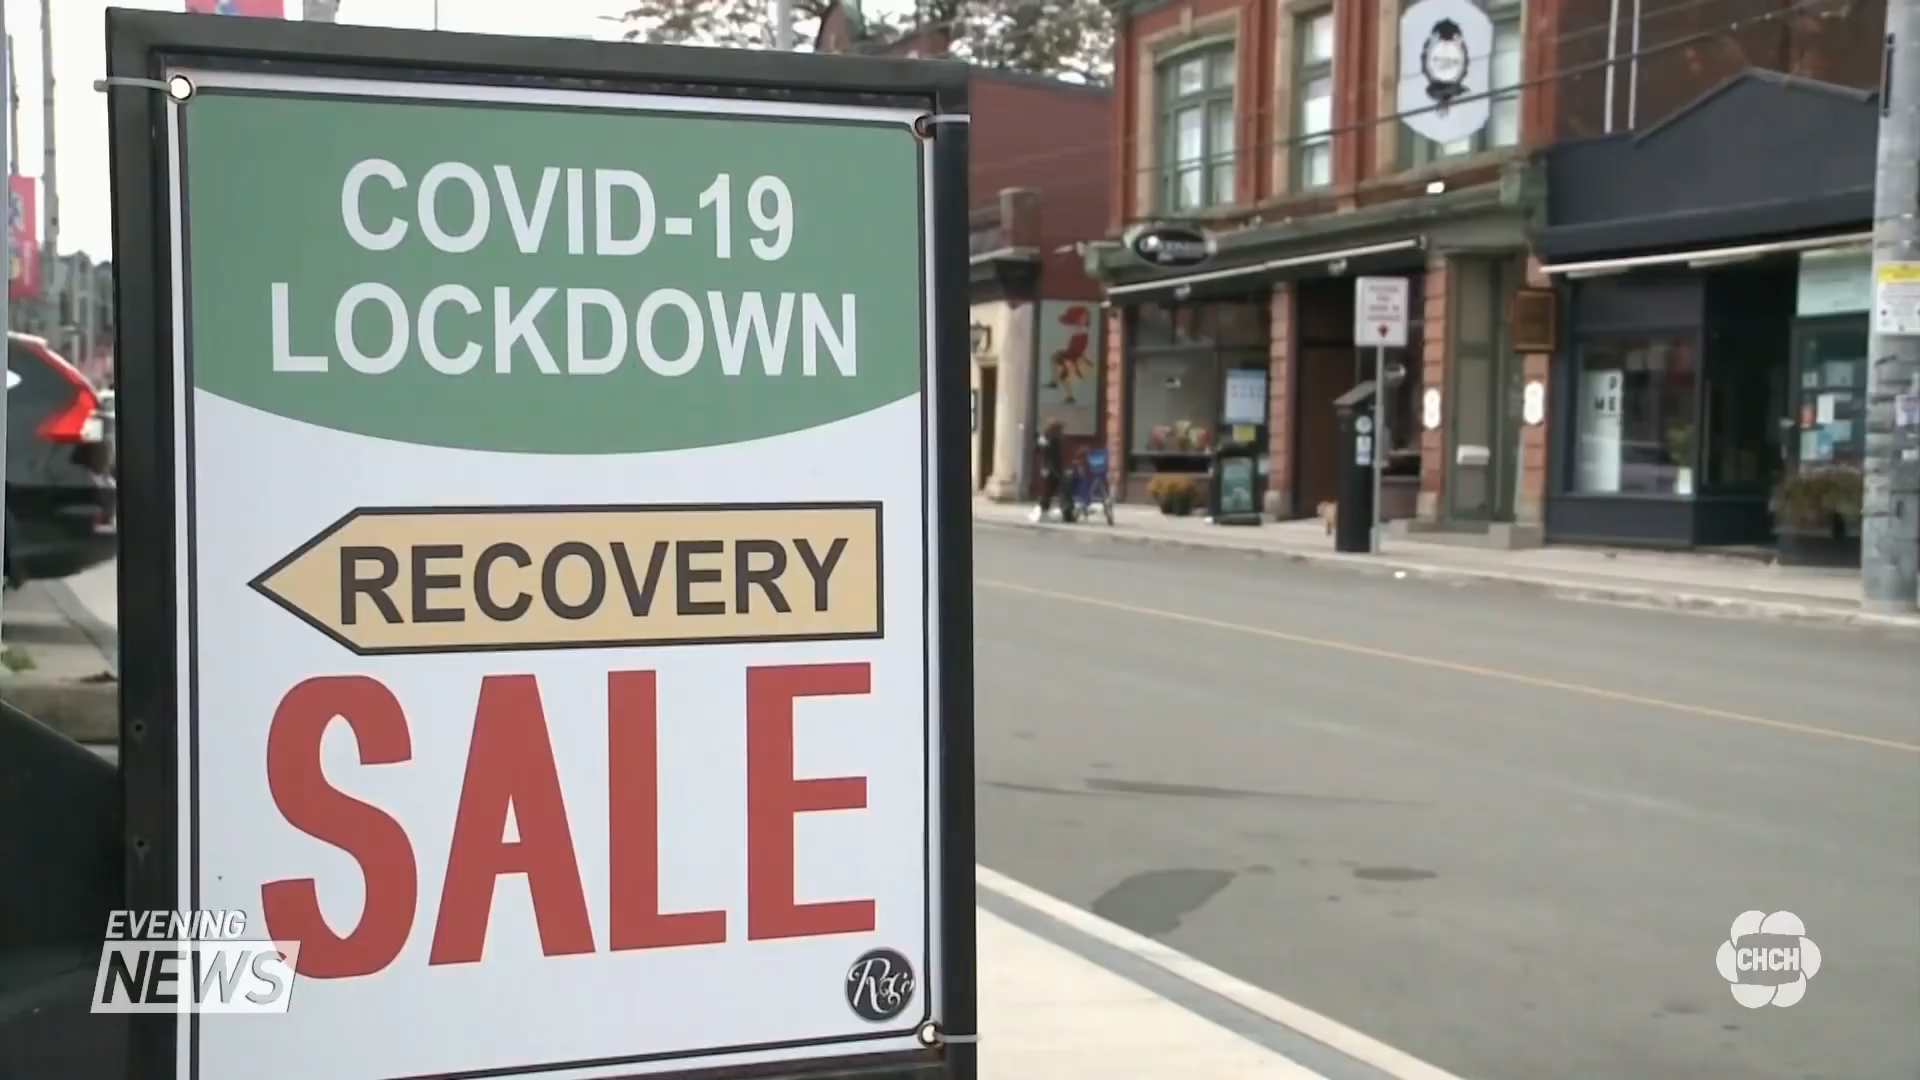 COVID-19
LOCKDOWN
RECOVERY
SALE
EVENING
NEWS
CHCH